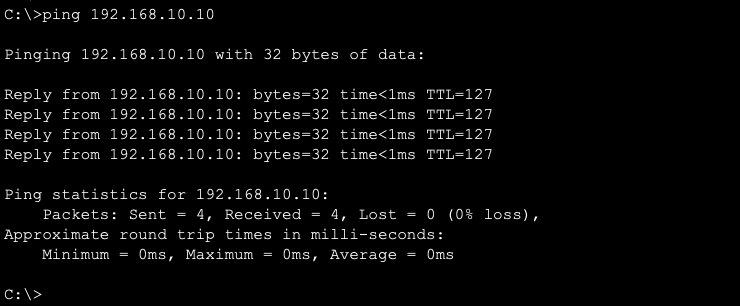 C:\>ping 192.168.10.10
Pinging 192.168.10.10 with 32 bytes of data:
Reply from 192.168.10.10: bytes=32 time<1ms TTL=127
Reply from 192.168.10.10: bytes=32 time<1ms TTL=127
Reply from 192.168.10.10: bytes=32 time<1ms TTL=127
Reply from 192.168.10.10: bytes=32 time<1ms TTL=127
Ping statistics for 192.168.10.10:
    Packets: Sent = 4, Received = 4, Lost = 0 (0% loss),
Approximate round trip times in milli-seconds:
    Minimum = 0ms, Maximum = 0ms, Average = 0ms
C:\>